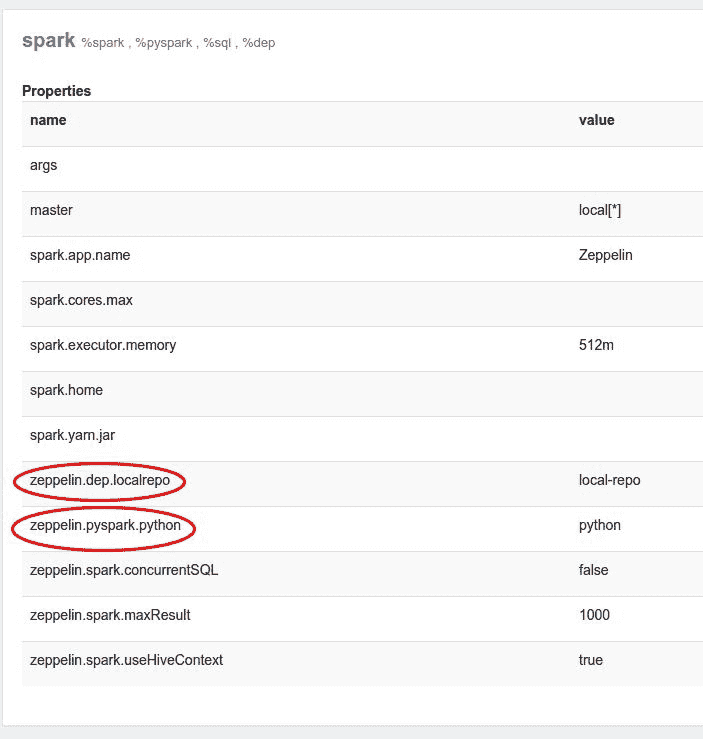 spark %spark , %pyspark , %sql , %dep
Properties
name value
args
master local[*]
spark.app.name Zeppelin
spark.cores.max
spark.executor.memory 512m
spark.home
spark.yarn.jar
zeppelin.dep.localrepo local-repo
zeppelin.pyspark.python python
zeppelin.spark.concurrentSQL false
zeppelin.spark.maxResult 1000
zeppelin.spark.useHiveContext true